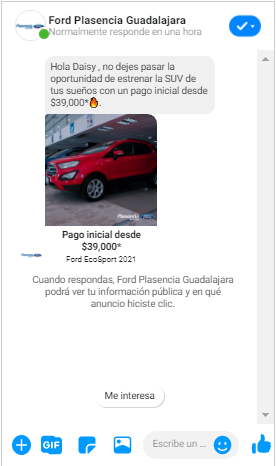 Ford Plasencia Guadalajara
Normalmente responde en una hora
Hola Daisy , no dejes pasar la
oportunidad de estrenar la SUV de
tus sueños con un pago inicial desde
$39,000*🔥.
Plasencia Ford
Pago inicial desde
$39,000*
Ford EcoSport 2021
Cuando respondas, Ford Plasencia Guadalajara
podrá ver tu información pública y en qué
anuncio hiciste clic.
Me interesa
GIF
Escribe un ...